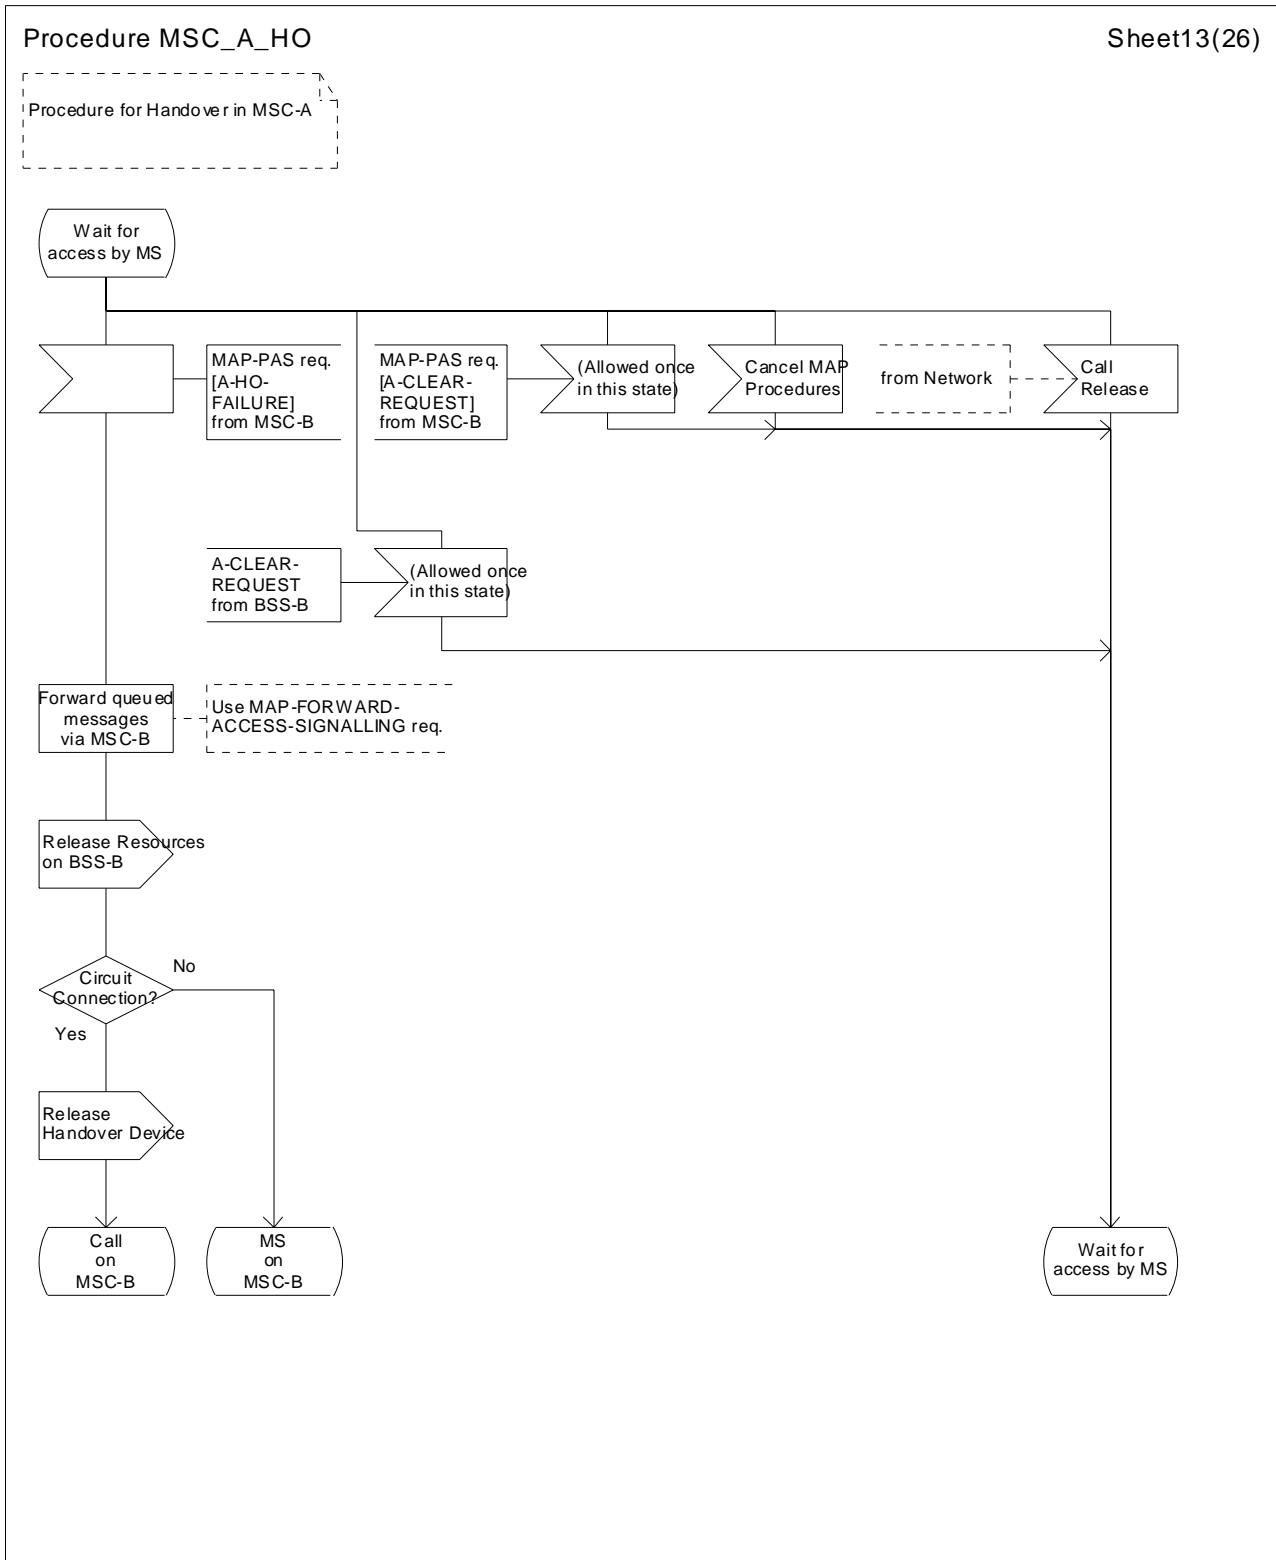 Procedure MSC_A_HO
Sheet13(26)
Procedure for Handover in MSC-A
Wait for
access by MS
MAP-PAS req.
[A-HO-
FAILURE]
from MSC-B
MAP-PAS req.
[A-CLEAR-
REQUEST]
from MSC-B
(Allowed once
in this state)
Cancel MAP
Procedures
from Network
Call
Release
A-CLEAR-
REQUEST
from BSS-B
(Allowed once
in this state)
Forward queued
messages
via MSC-B
Use MAP-FORWARD-
ACCESS-SIGNALLING req.
Release Resources
on BSS-B
Circuit
Connection?
No
Yes
Release
Handover Device
Call
on
MSC-B
MS
on
MSC-B
Wait for
access by MS